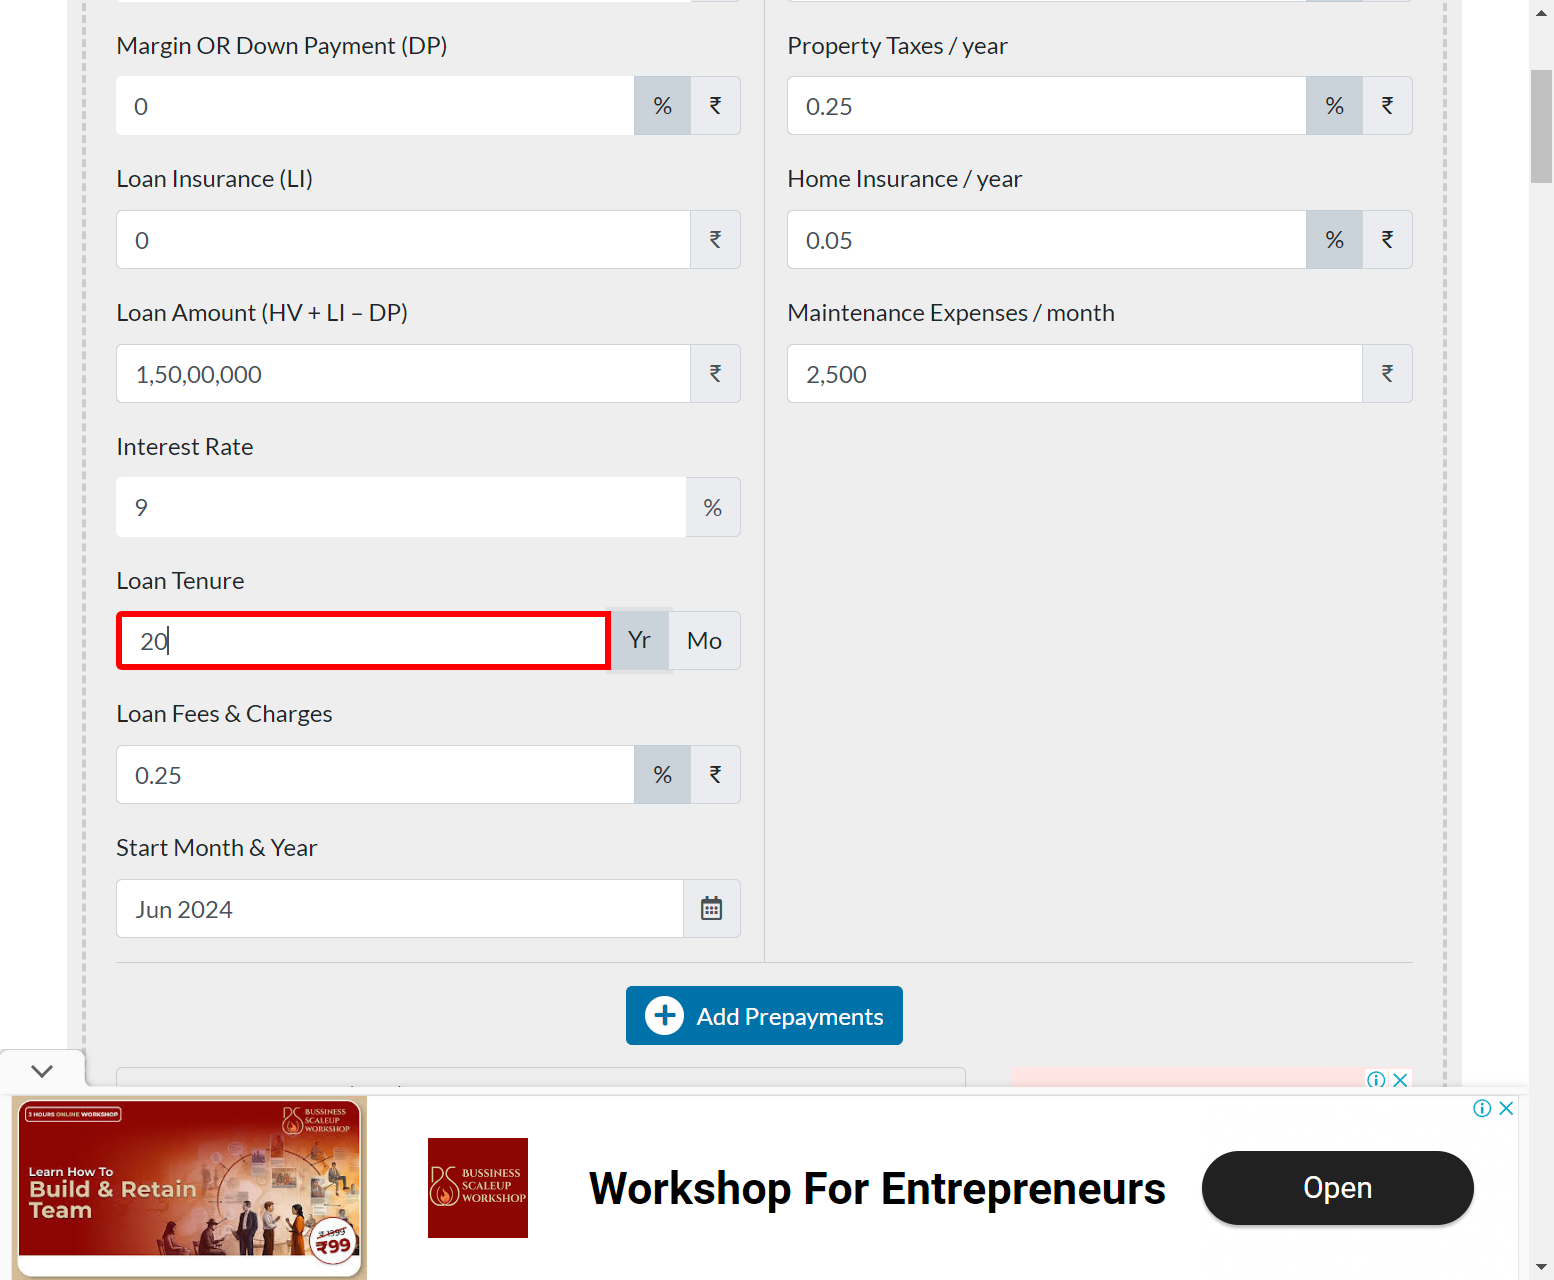 Margin OR Down Payment (DP)
0 % ₹
Loan Insurance (LI)
0 ₹
Loan Amount (HV + LI – DP)
1,50,00,000 ₹
Interest Rate
9 %
Loan Tenure
20 Yr Mo
Loan Fees & Charges
0.25 % ₹
Start Month & Year
Jun 2024
Property Taxes / year
0.25 % ₹
Home Insurance / year
0.05 % ₹
Maintenance Expenses / month
2,500 ₹
Add Prepayments
3 HOURS ONLINE WORKSHOP
BUSSINESS
SCALEUP
WORKSHOP
Learn How To
Build & Retain
Team
₹ 1399
₹99
BUSSINESS
SCALEUP
WORKSHOP
Workshop For Entrepreneurs
Open